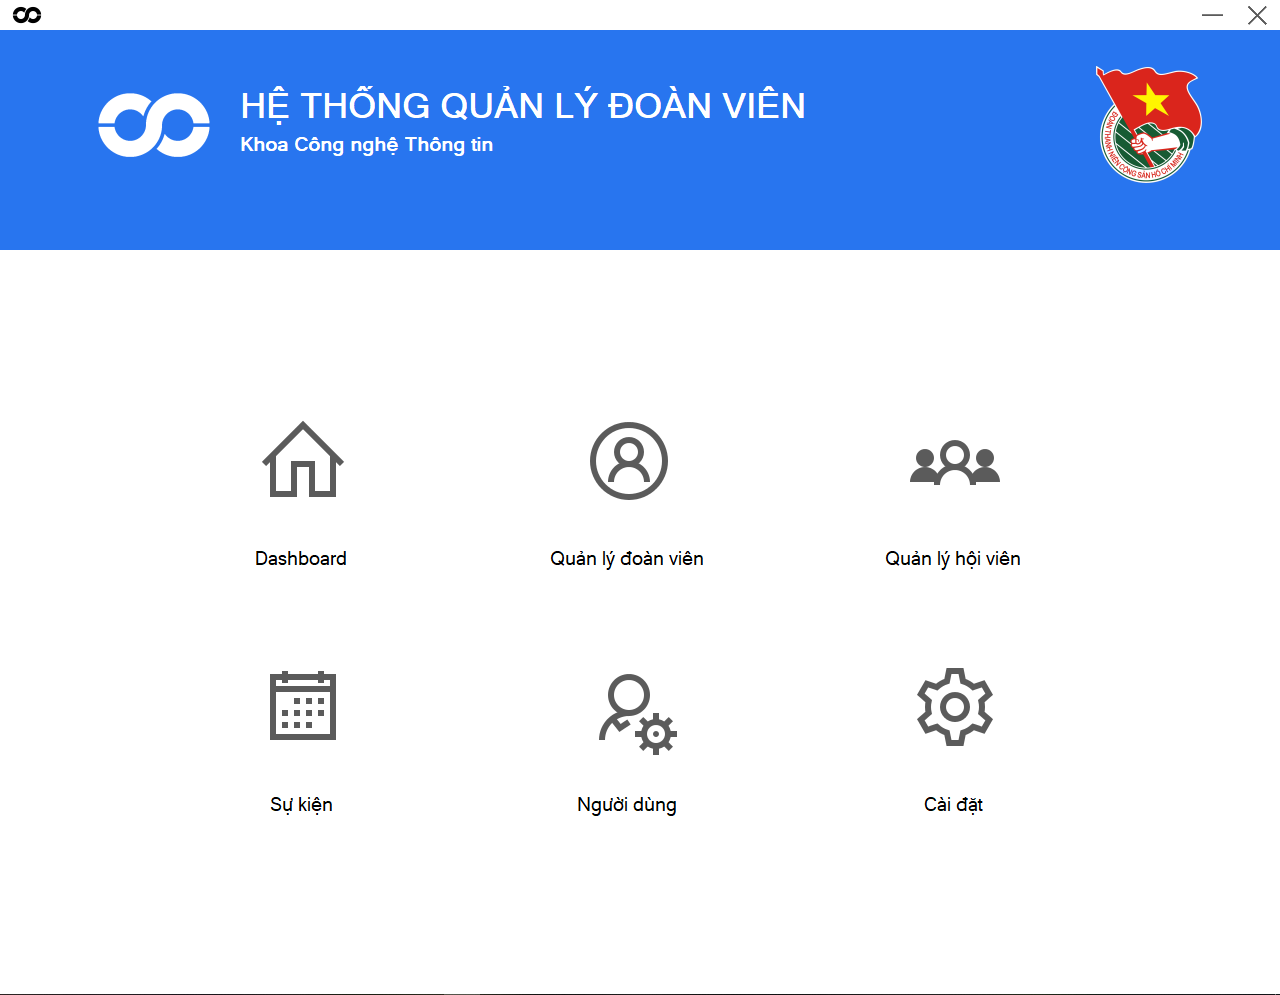 HỆ THỐNG QUẢN LÝ ĐOÀN VIÊN
Khoa Công nghệ Thông tin
ĐOÀN THANH NIÊN CỘNG SẢN HỒ CHÍ MINH
Dashboard
Quản lý đoàn viên
Quản lý hội viên
Sự kiện
Người dùng
Cài đặt